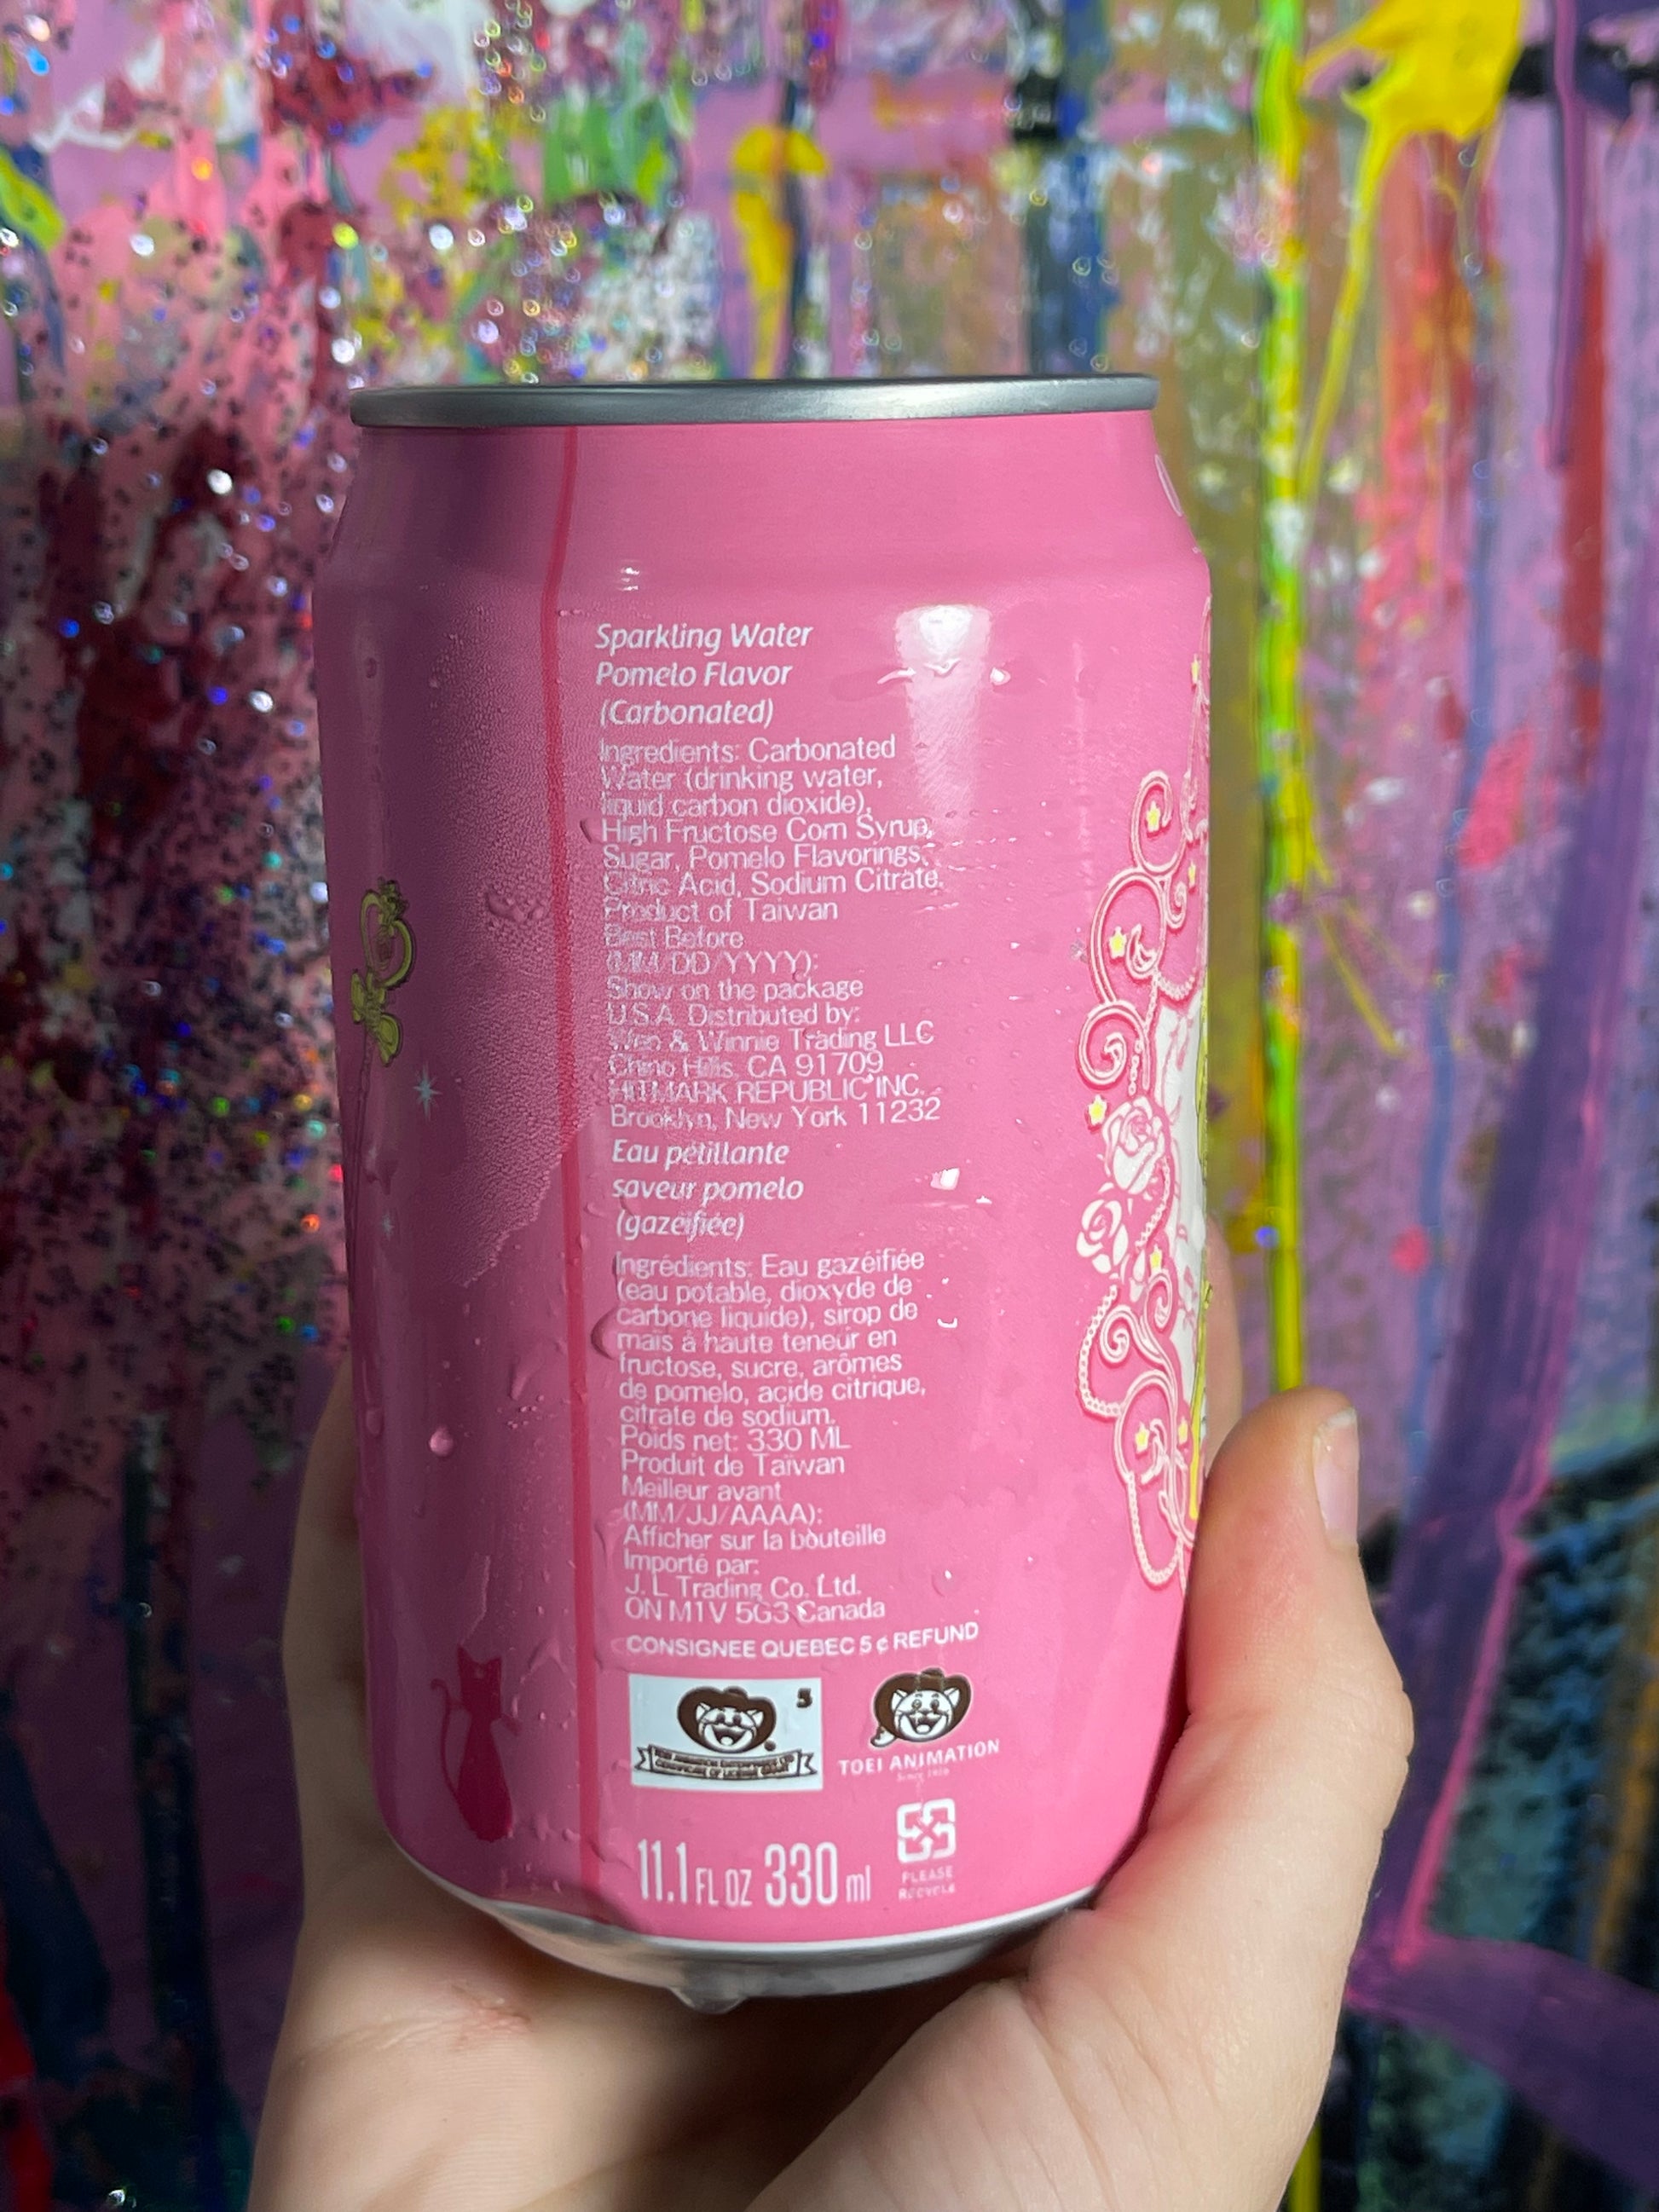 Sparkling Water
Pomelo Flavor
(Carbonated)
Ingredients: Carbonated
Water (drinking water,
liquid carbon dioxide),
High Fructose Corn Syrup,
Sugar, Pomelo Flavorings,
Citric Acid, Sodium Citrate.
Product of Taiwan
Best Before
(MM/DD/YYYY):
Show on the package
U.S.A. Distributed by:
Wen & Winnie Trading LLC
Chino Hills, CA 91709
HITMARK REPUBLIC INC.
Brooklyn, New York 11232
Eau pétillante
saveur pomelo
(gazéifiée)
Ingrédients: Eau gazéifiée
(eau potable, dioxyde de
carbone liquide), sirop de
maïs à haute teneur en
fructose, sucre, arômes
de pomelo, acide citrique,
citrate de sodium.
Poids net: 330 ML
Produit de Taïwan
Meilleur avant
(MM/JJ/AAAA):
Afficher sur la bouteille
Importé par:
J. L Trading Co. Ltd.
ON M1V 5G3 Canada
CONSIGNEE QUEBEC 5 ¢ REFUND
5
TOEI ANIMATION
Since 1956
11.1 FL OZ 330 ml
PLEASE
RECYCLE